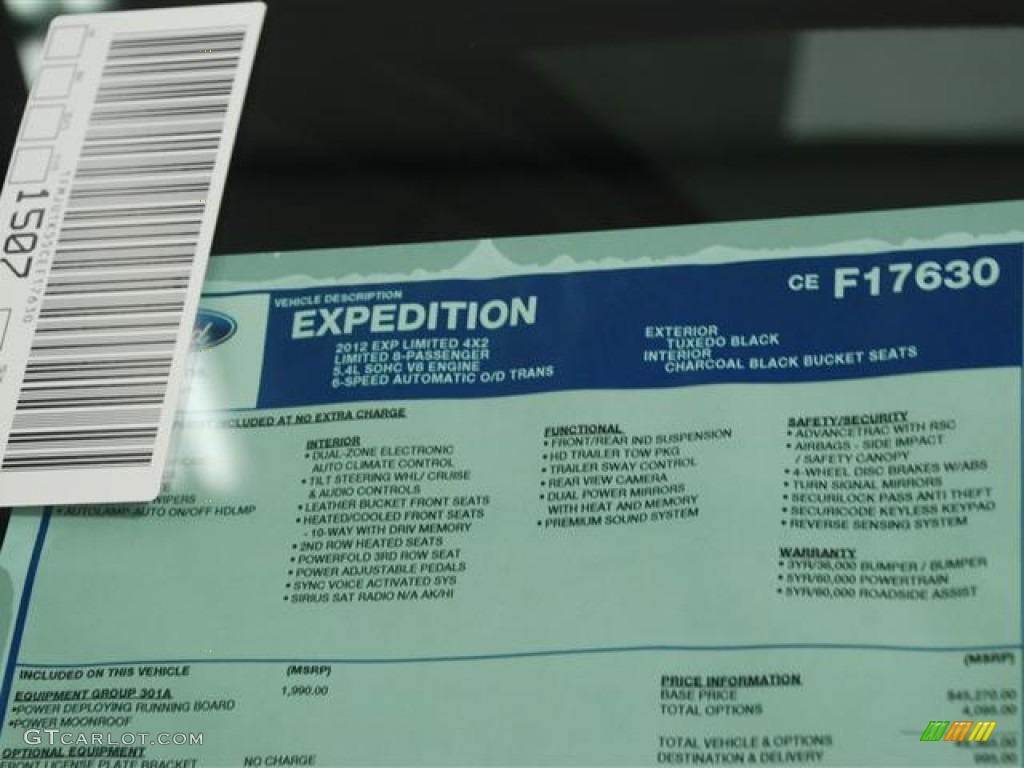 1507
VEHICLE DESCRIPTION
EXPEDITION
2012 EXP LIMITED 4X2
LIMITED 8-PASSENGER
5.4L SOHC V8 ENGINE
6-SPEED AUTOMATIC O/D TRANS
CE F17630
EXTERIOR
TUXEDO BLACK
INTERIOR
CHARCOAL BLACK BUCKET SEATS
INCLUDED AT NO EXTRA CHARGE
WIPERS
• AUTOLAMP-AUTO ON/OFF HDLMP
INTERIOR
• DUAL-ZONE ELECTRONIC
AUTO CLIMATE CONTROL
• TILT STEERING WHL/ CRUISE
& AUDIO CONTROLS
• LEATHER BUCKET FRONT SEATS
• HEATED/COOLED FRONT SEATS
- 10-WAY WITH DRIV MEMORY
• 2ND ROW HEATED SEATS
• POWERFOLD 3RD ROW SEAT
• POWER ADJUSTABLE PEDALS
• SYNC VOICE ACTIVATED SYS
• SIRIUS SAT RADIO N/A AK/HI
FUNCTIONAL
• FRONT/REAR IND SUSPENSION
• HD TRAILER TOW PKG
• TRAILER SWAY CONTROL
• REAR VIEW CAMERA
• DUAL POWER MIRRORS
WITH HEAT AND MEMORY
• PREMIUM SOUND SYSTEM
SAFETY/SECURITY
• ADVANCETRAC WITH RSC
• AIRBAGS - SIDE IMPACT
/ SAFETY CANOPY
• 4-WHEEL DISC BRAKES W/ABS
• TURN SIGNAL MIRRORS
• SECURILOCK PASS ANTI THEFT
• SECURICODE KEYLESS KEYPAD
• REVERSE SENSING SYSTEM
WARRANTY
• 3YR/36,000 BUMPER / BUMPER
• 5YR/60,000 POWERTRAIN
• 5YR/60,000 ROADSIDE ASSIST
INCLUDED ON THIS VEHICLE (MSRP)
EQUIPMENT GROUP 301A 1,990.00
•POWER DEPLOYING RUNNING BOARD
•POWER MOONROOF
OPTIONAL EQUIPMENT
FRONT LICENSE PLATE BRACKET NO CHARGE
(MSRP)
PRICE INFORMATION
BASE PRICE $45,270.00
TOTAL OPTIONS 4,095.00
TOTAL VEHICLE & OPTIONS
DESTINATION & DELIVERY 995.00
GTCARLOT.COM